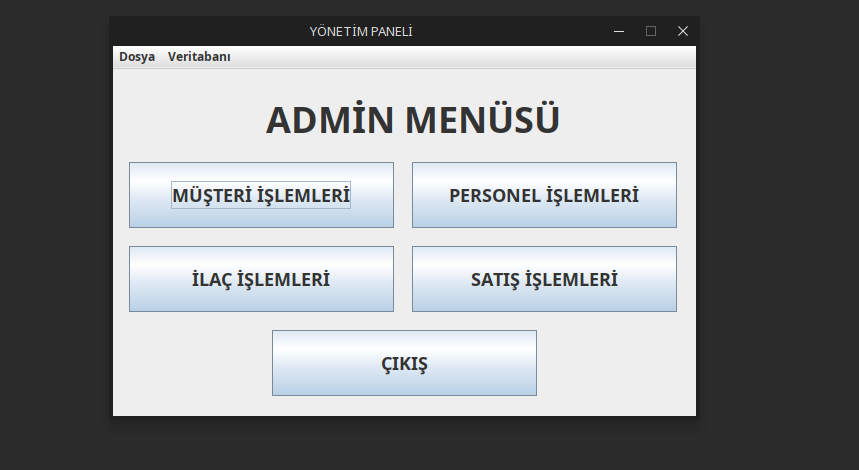 YÖNETİM PANELİ
Dosya Veritabanı
ADMİN MENÜSÜ
MÜŞTERİ İŞLEMLERİ PERSONEL İŞLEMLERİ
İLAÇ İŞLEMLERİ SATIŞ İŞLEMLERİ
ÇIKIŞ